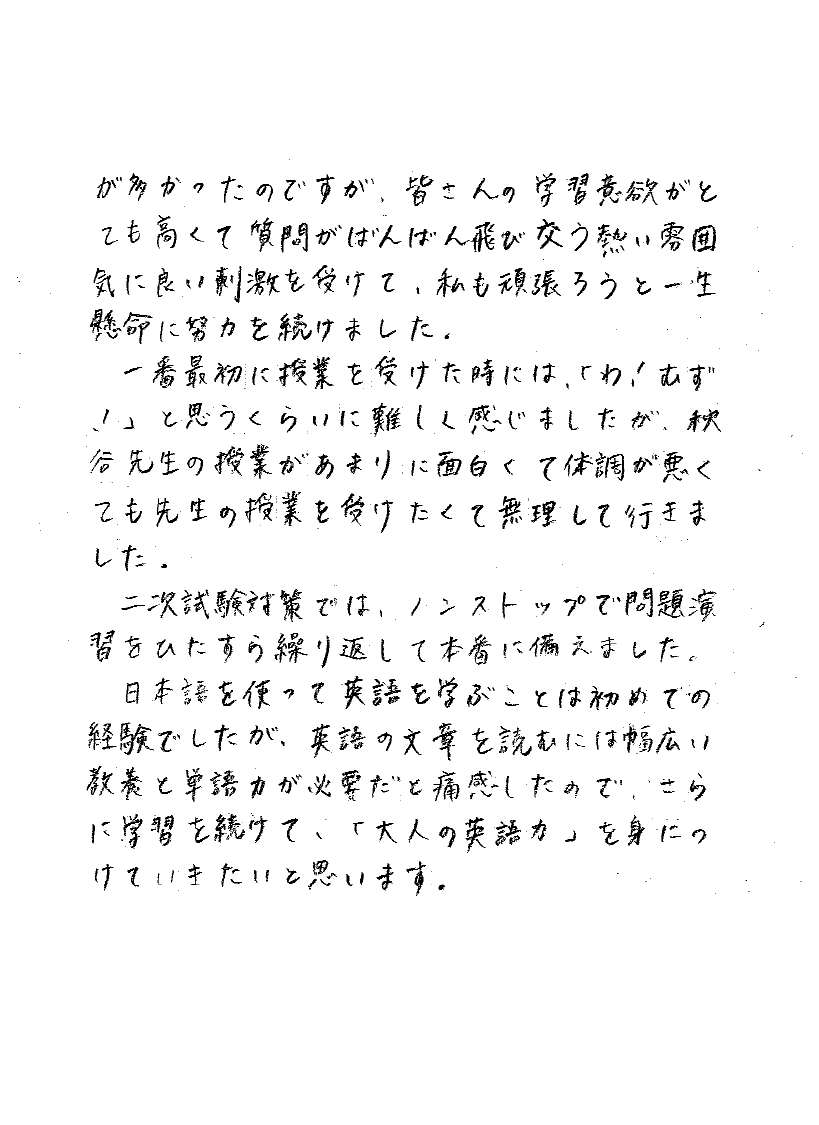 が多かったのですが、皆さんの学習意欲がと
ても高くて質問がばんばん飛び交う熱い雰囲
気に良い刺激を受けて、私も頑張ろうと一生
懸命に努力を続けました。
一番最初に授業を受けた時には、「わ!むず
!」と思うくらいに難しく感じましたが、秋
谷先生の授業があまりに面白くて体調が悪く
ても先生の授業を受けたくて無理して行きま
した。
二次試験対策では、ノンストップで問題演
習をひたすら繰り返して本番に備えました。
日本語を使って英語を学ぶことは初めての
経験でしたが、英語の文章を読むには幅広い
教養と単語力が必要だと痛感したので、さら
に学習を続けて、「大人の英語力」を身につ
けていきたいと思います。